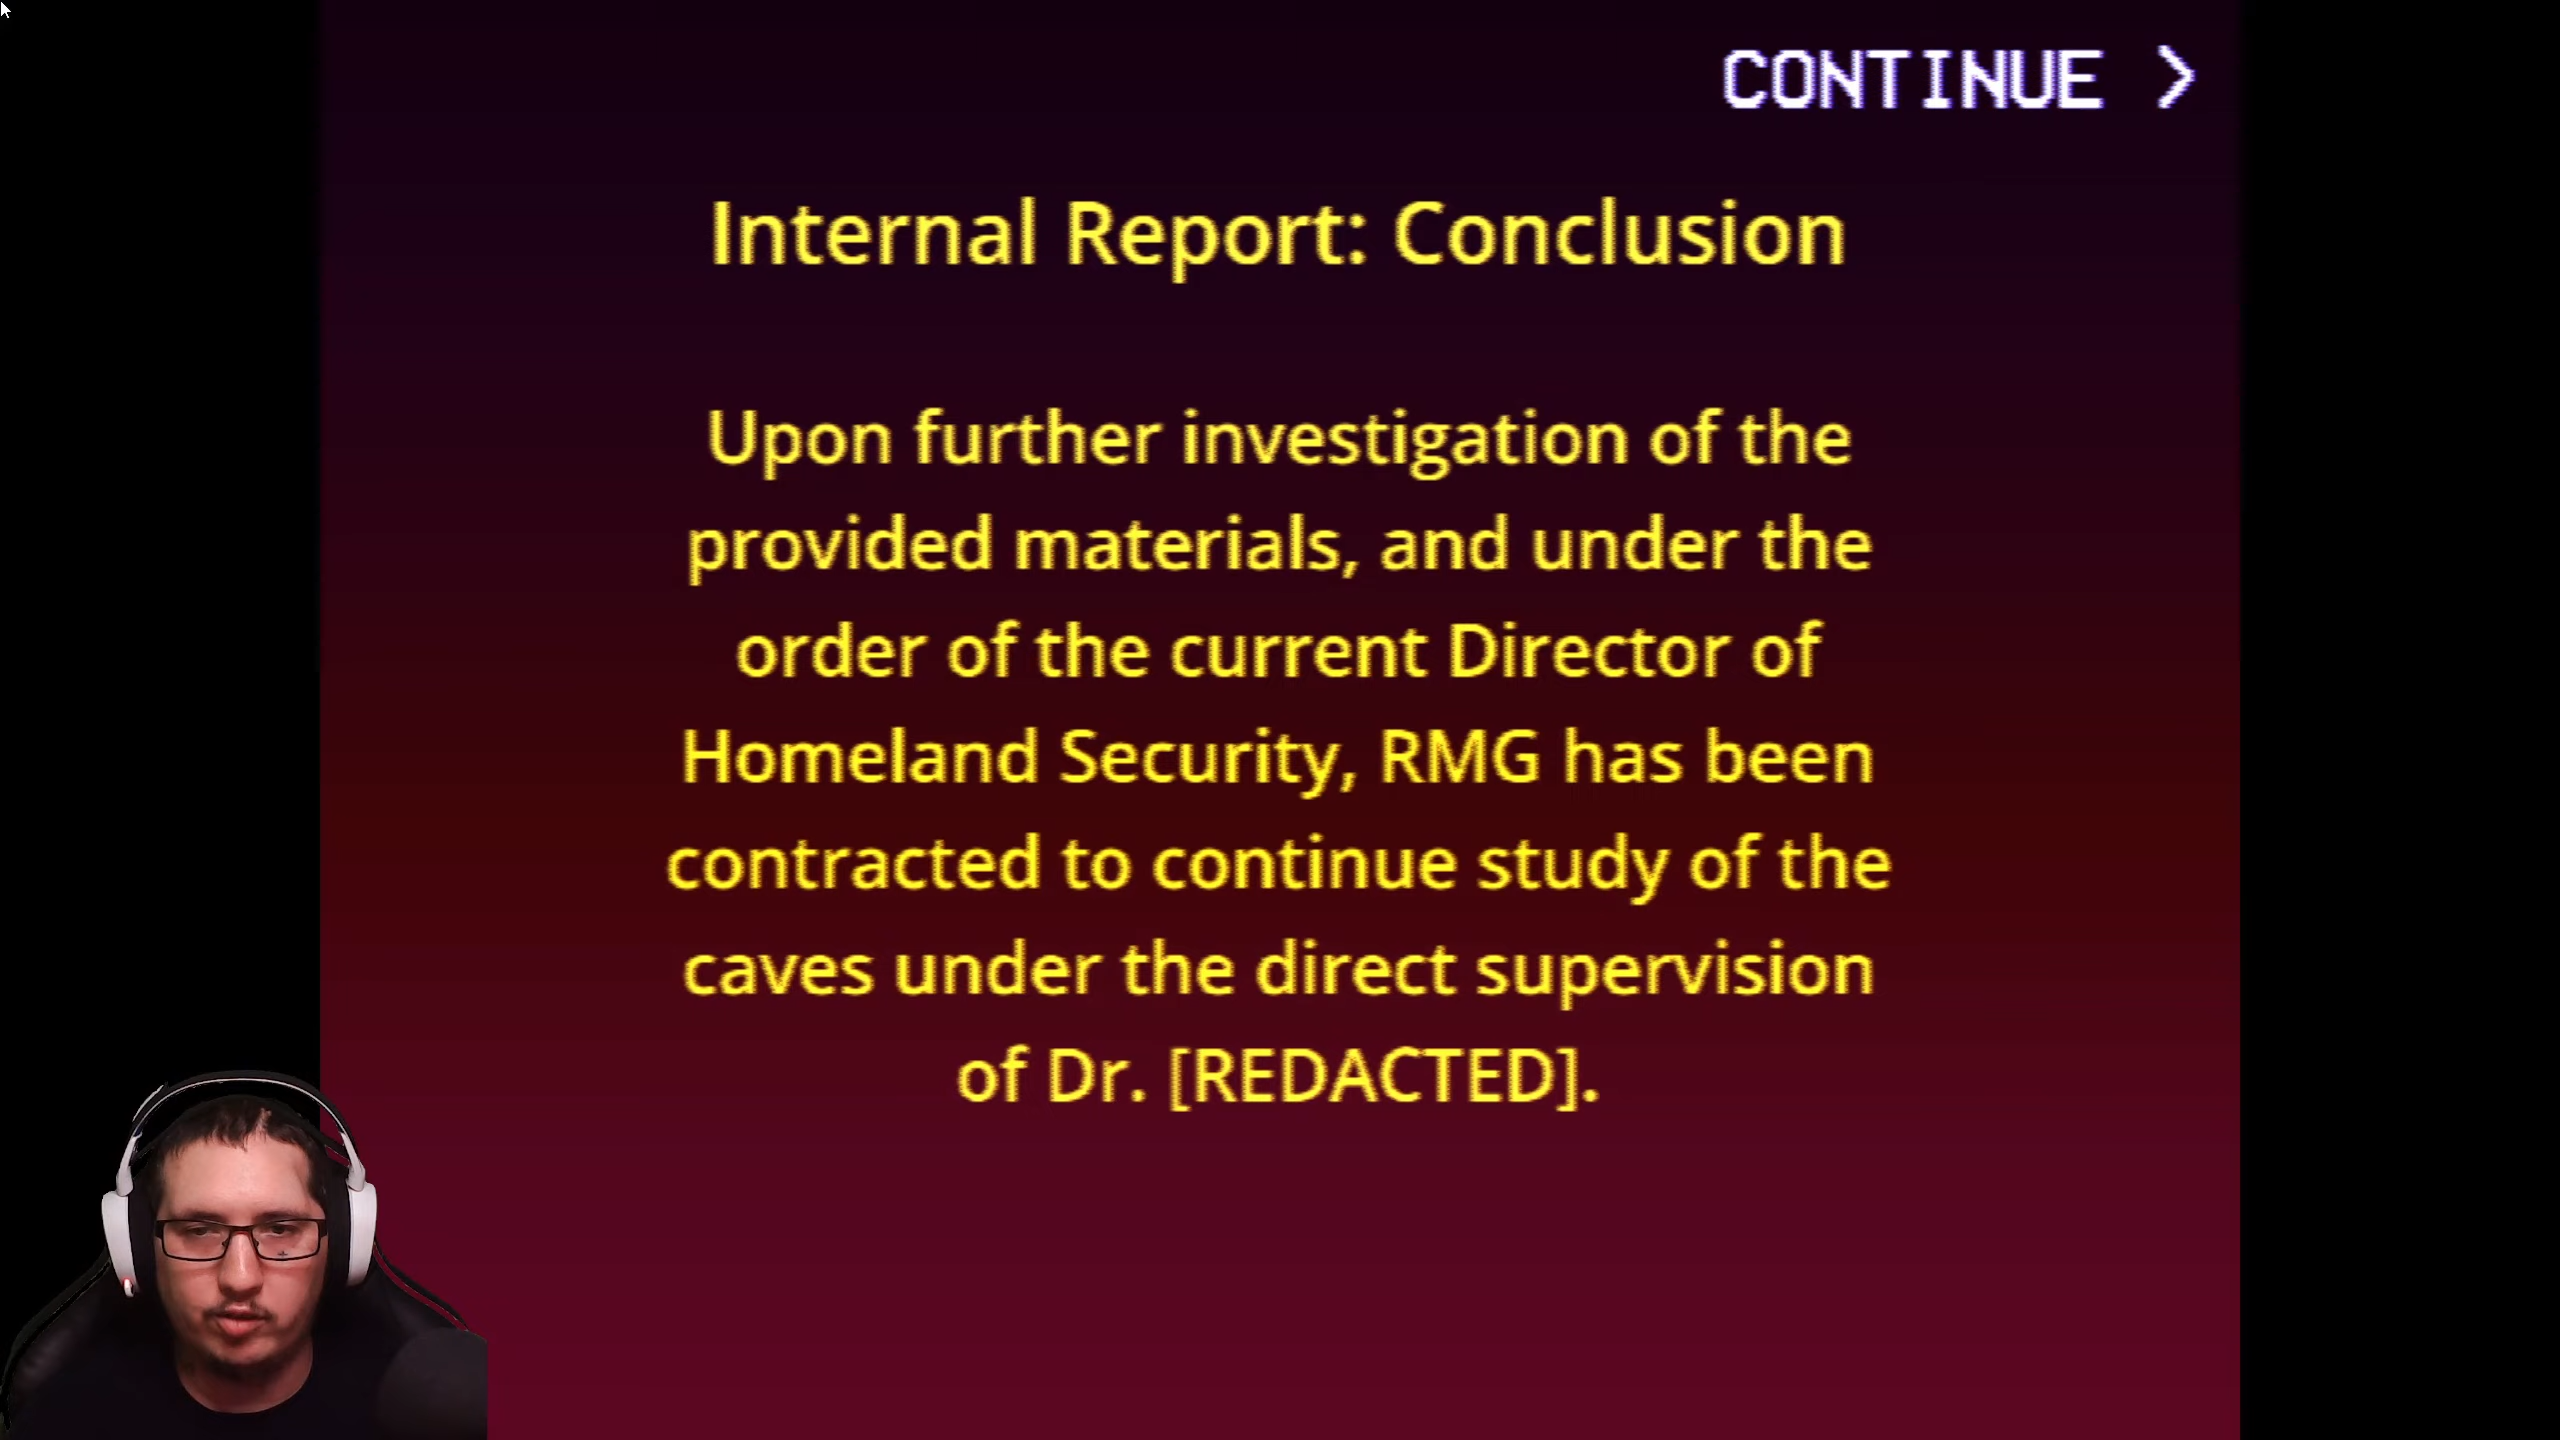 CONTINUE >
Internal Report: Conclusion
Upon further investigation of the
provided materials, and under the
order of the current Director of
Homeland Security, RMG has been
contracted to continue study of the
caves under the direct supervision
of Dr. [REDACTED].